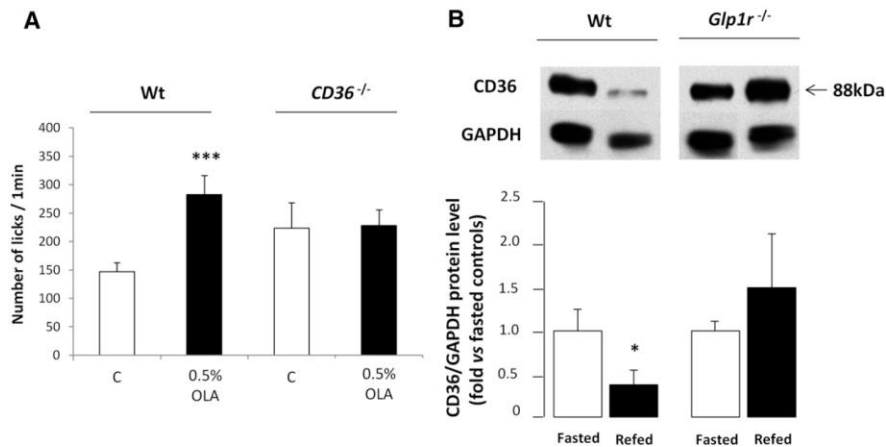 A
Wt
CD36 -/-
400
350
300
250
200
150
100
50
0
Number of licks / 1min
***
C
0.5%
OLA
C
0.5%
OLA
B
Wt
Glp1r -/-
CD36
← 88kDa
GAPDH
2.5
2.0
1.5
1.0
0.5
0
CD36/GAPDH protein level
(fold vs fasted controls)
*
Fasted
Refed
Fasted
Refed